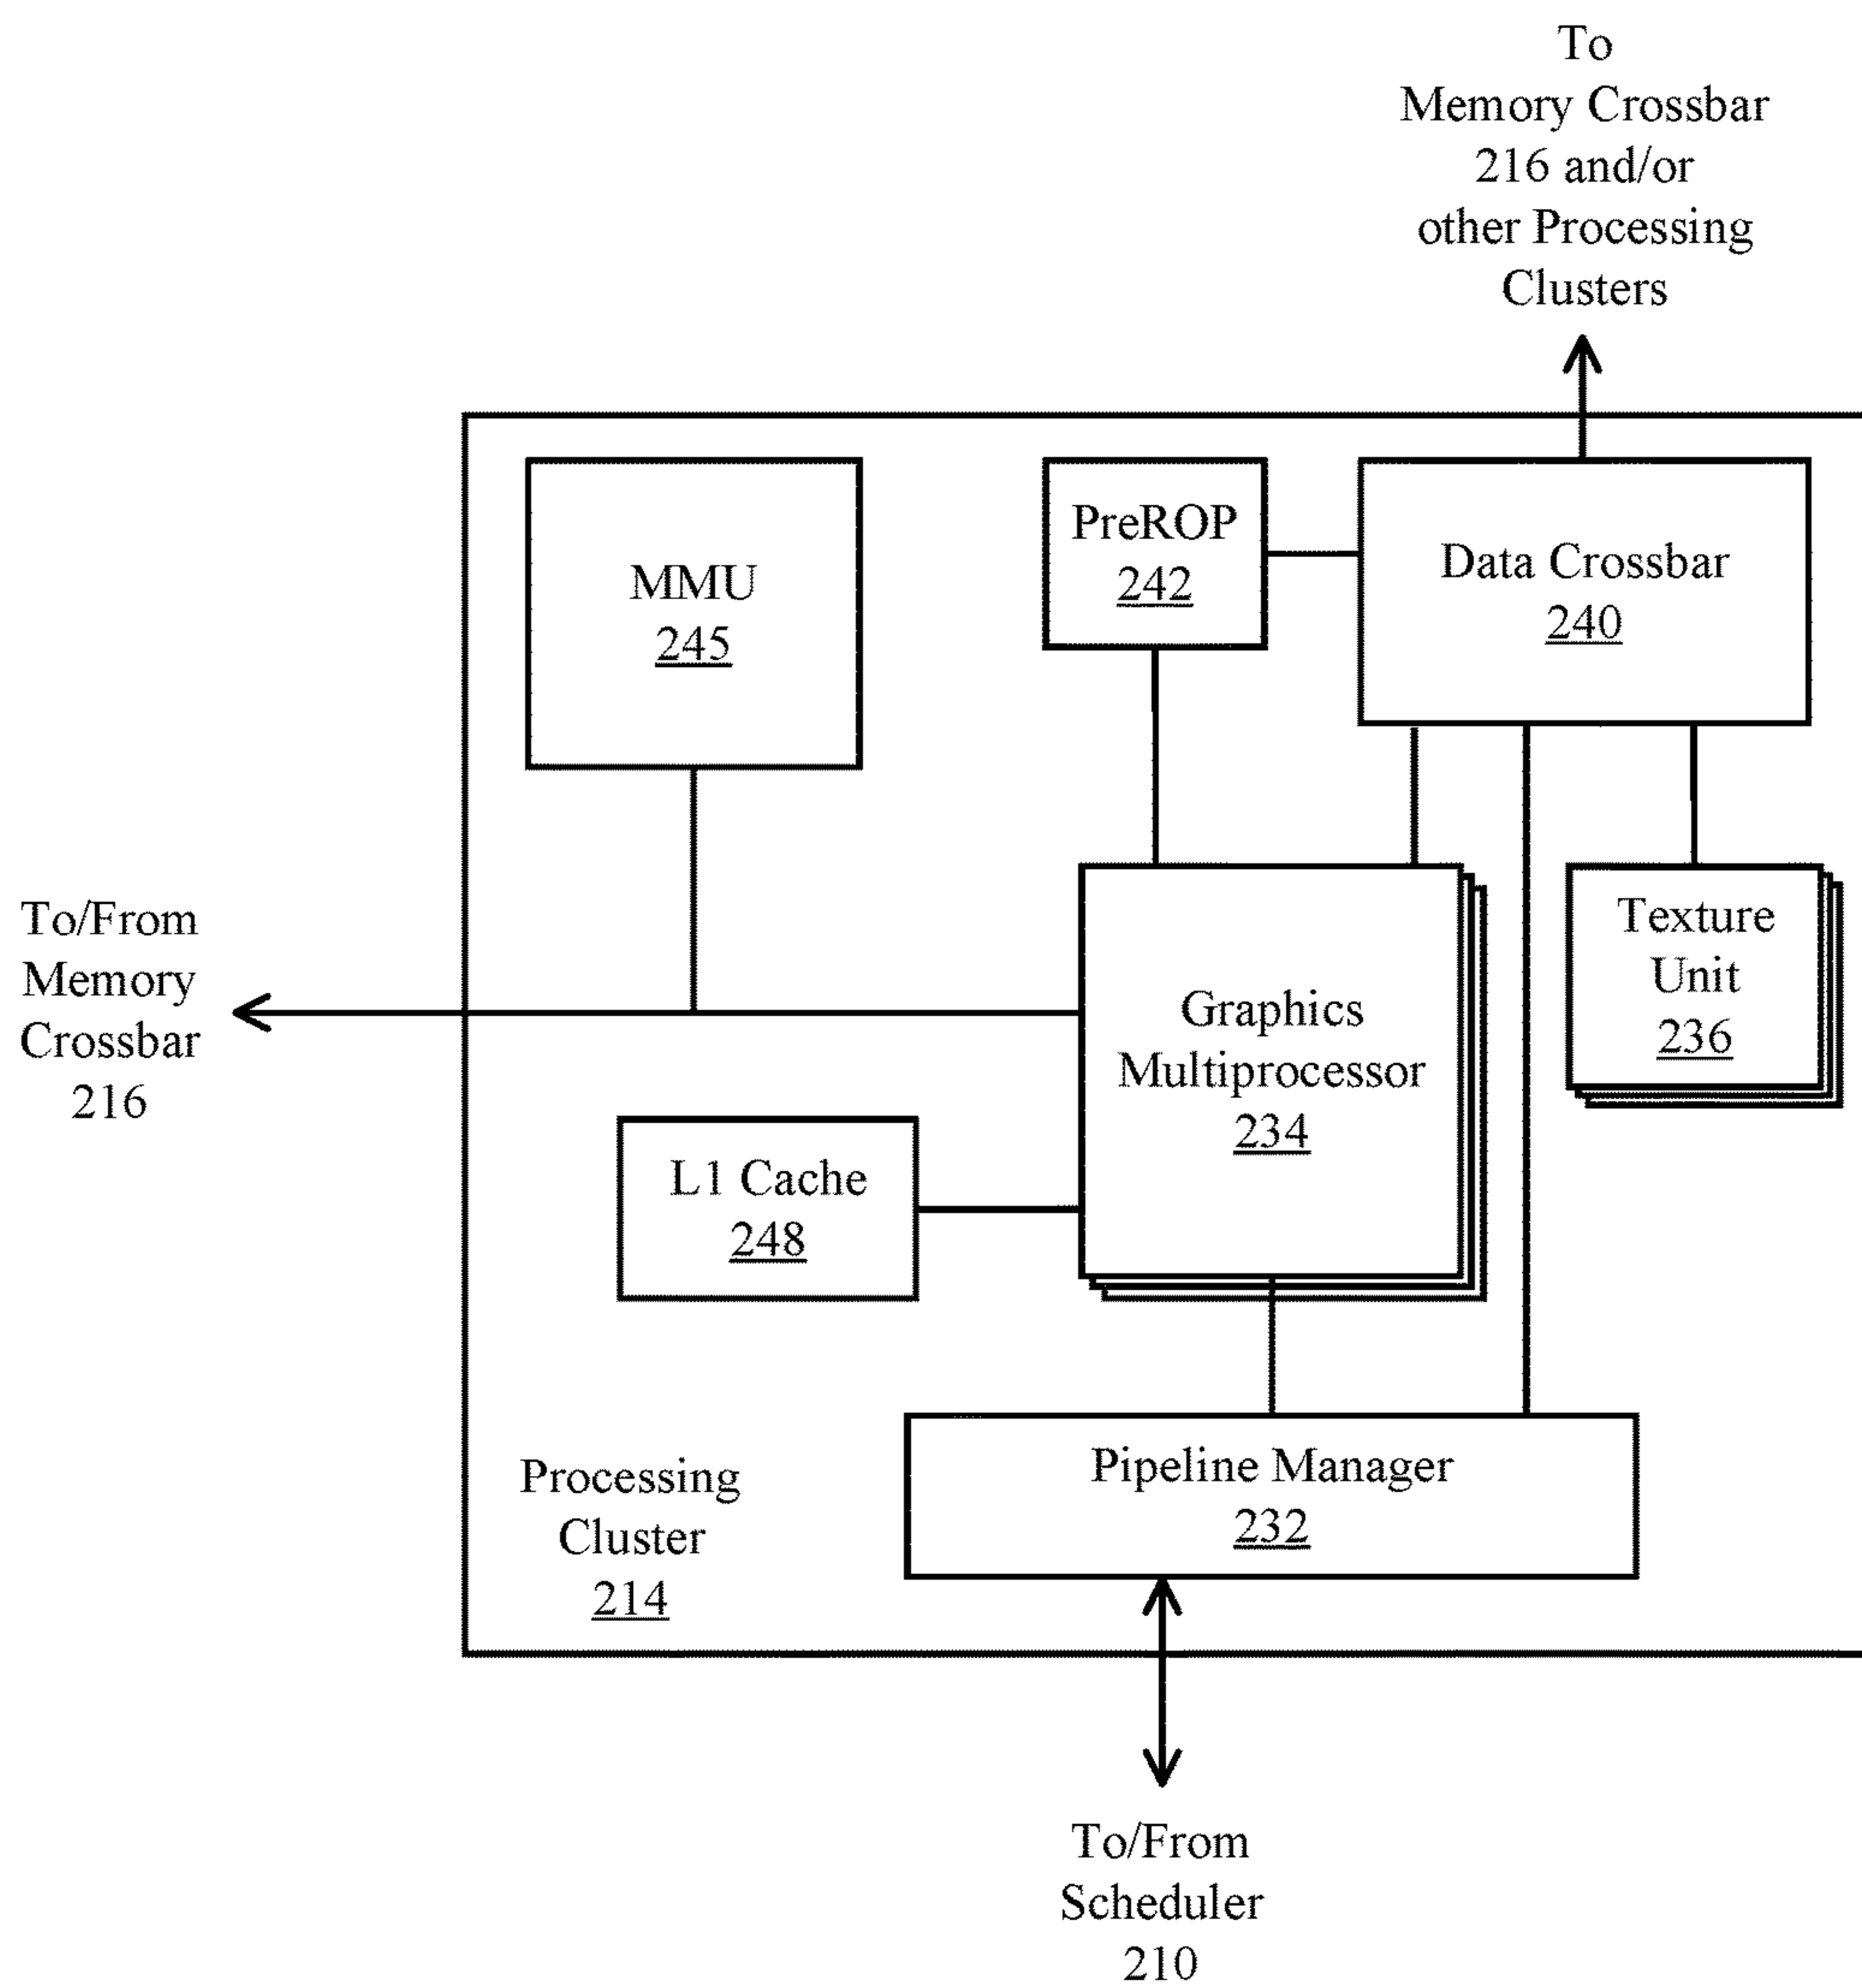 To
Memory Crossbar
216 and/or
other Processing
Clusters
MMU
245
PreROP
242
Data Crossbar
240
To/From
Memory
Crossbar
216
Graphics
Multiprocessor
234
Texture
Unit
236
L1 Cache
248
Pipeline Manager
232
Processing
Cluster
214
To/From
Scheduler
210